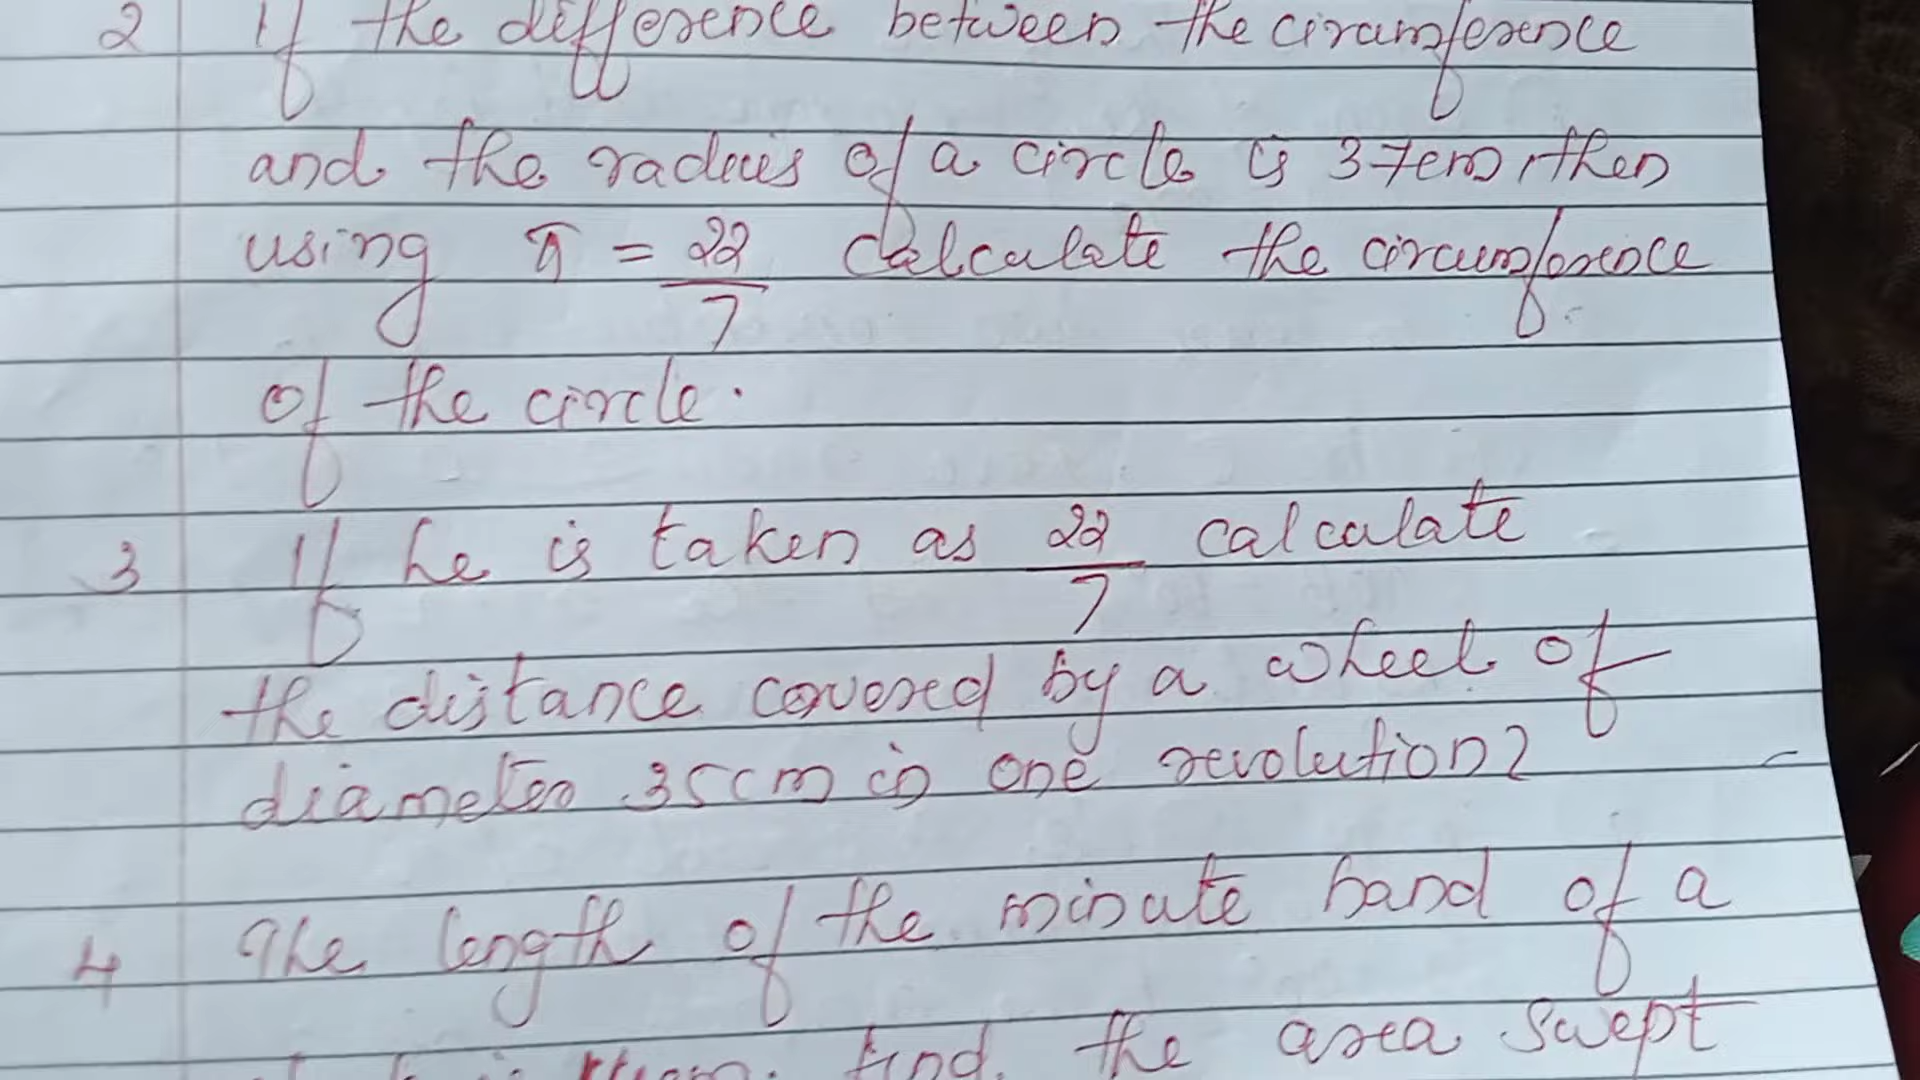 2 If the difference between the circumference
and the radius of a circle is 37cm, then
using π = 22/7 calculate the circumference
of the circle.
3 If he is taken as 22/7 calculate
the distance covered by a wheel of
diameter 35cm in one revolution?
4 The length of the minute hand of a
find the area swept